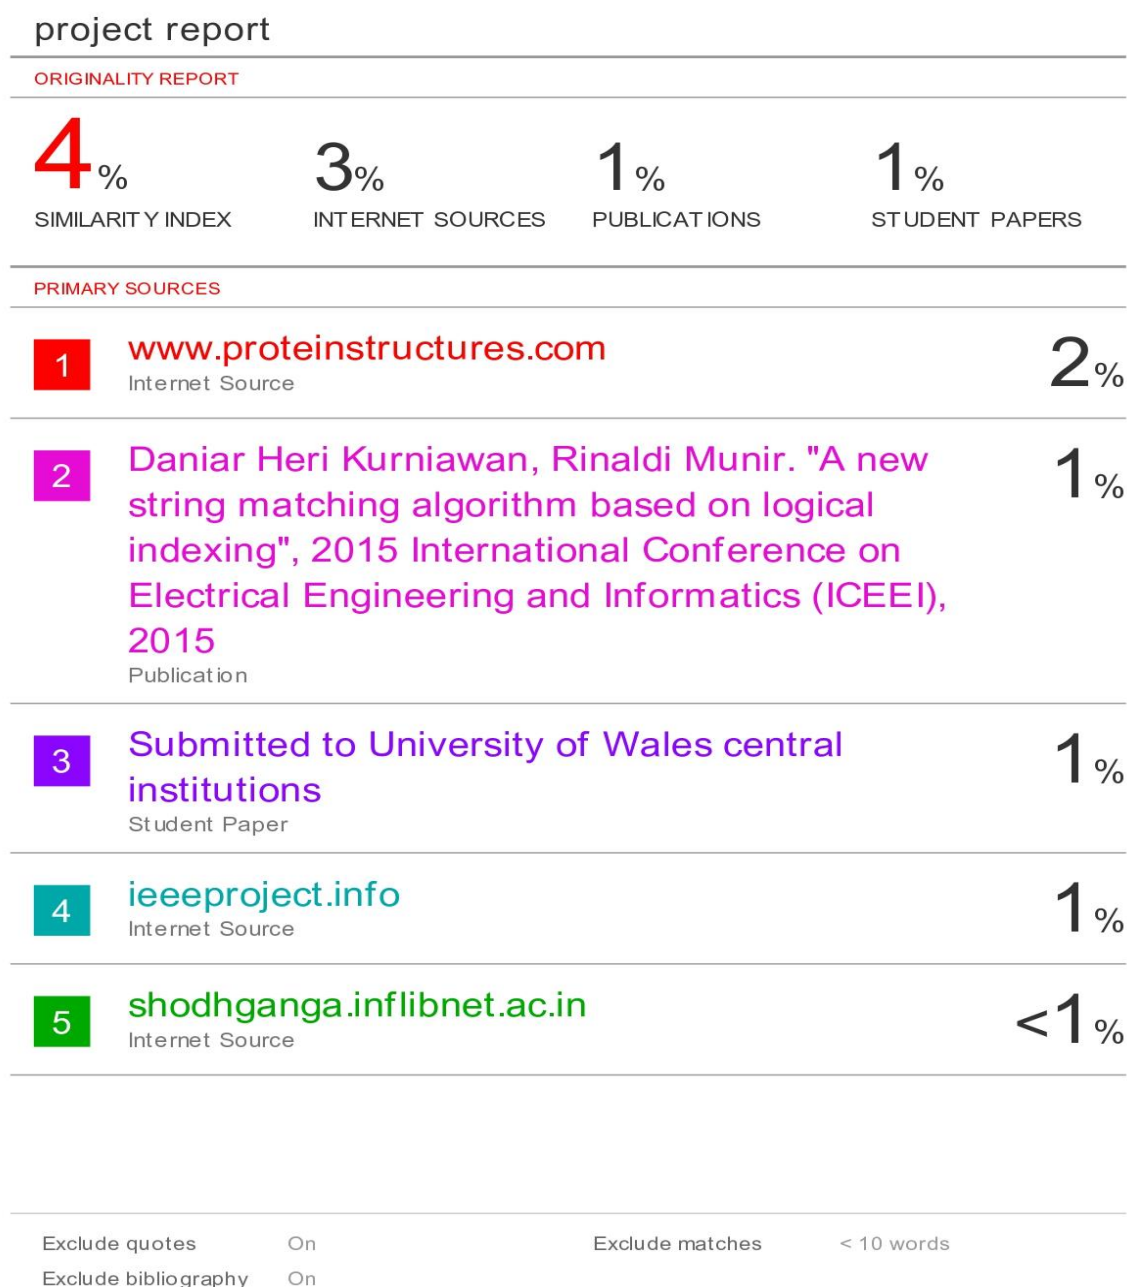 project report
ORIGINALITY REPORT
4% 3% 1% 1%
SIMILARITY INDEX INTERNET SOURCES PUBLICATIONS STUDENT PAPERS
PRIMARY SOURCES
1 www.proteinstructures.com 2%
Internet Source
2 Daniar Heri Kurniawan, Rinaldi Munir. "A new 1%
string matching algorithm based on logical
indexing", 2015 International Conference on
Electrical Engineering and Informatics (ICEEI),
2015
Publication
3 Submitted to University of Wales central 1%
institutions
Student Paper
4 ieeeproject.info 1%
Internet Source
5 shodhganga.inflibnet.ac.in <1%
Internet Source
Exclude quotes On Exclude matches < 10 words
Exclude bibliography On